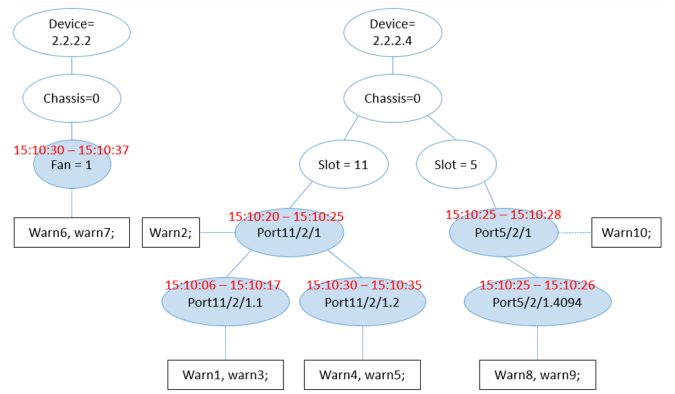 Device=
2.2.2.2
Device=
2.2.2.4
Chassis=0
Chassis=0
15:10:30 – 15:10:37
Fan = 1
Slot = 11
Slot = 5
15:10:20 – 15:10:25
Port11/2/1
15:10:25 – 15:10:28
Port5/2/1
Warn6, warn7;
Warn2;
Warn10;
15:10:06 – 15:10:17
Port11/2/1.1
15:10:30 – 15:10:35
Port11/2/1.2
15:10:25 – 15:10:26
Port5/2/1.4094
Warn1, warn3;
Warn4, warn5;
Warn8, warn9;